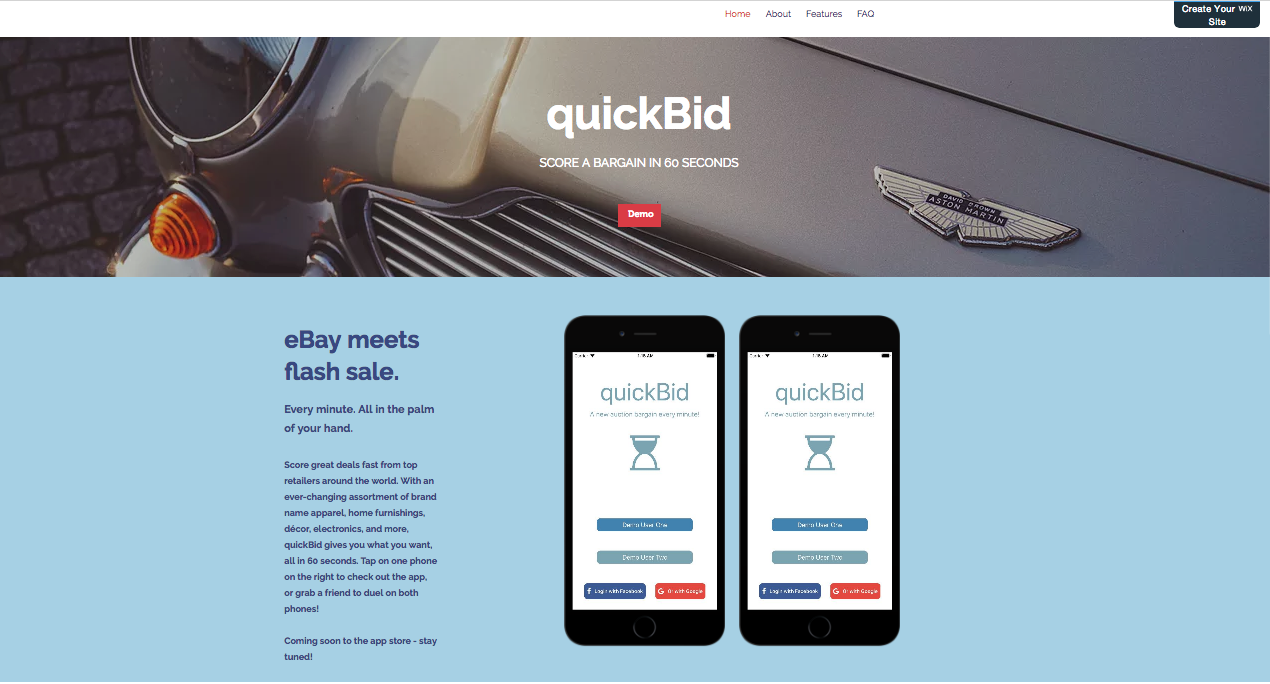 Home About Features FAQ
Create Your WiX
Site
quickBid
SCORE A BARGAIN IN 60 SECONDS
Demo
DAVID BROWN
ASTON MARTIN
eBay meets
flash sale.
Every minute. All in the palm
of your hand.
Score great deals fast from top
retailers around the world. With an
ever-changing assortment of brand
name apparel, home furnishings,
décor, electronics, and more,
quickBid gives you what you want,
all in 60 seconds. Tap on one phone
on the right to check out the app,
or grab a friend to duel on both
phones!
Coming soon to the app store - stay
tuned!
quickBid
A new auction bargain every minute!
Demo User One
Demo User Two
f Login with Facebook
G Or with Google
quickBid
A new auction bargain every minute!
Demo User One
Demo User Two
f Login with Facebook
G Or with Google